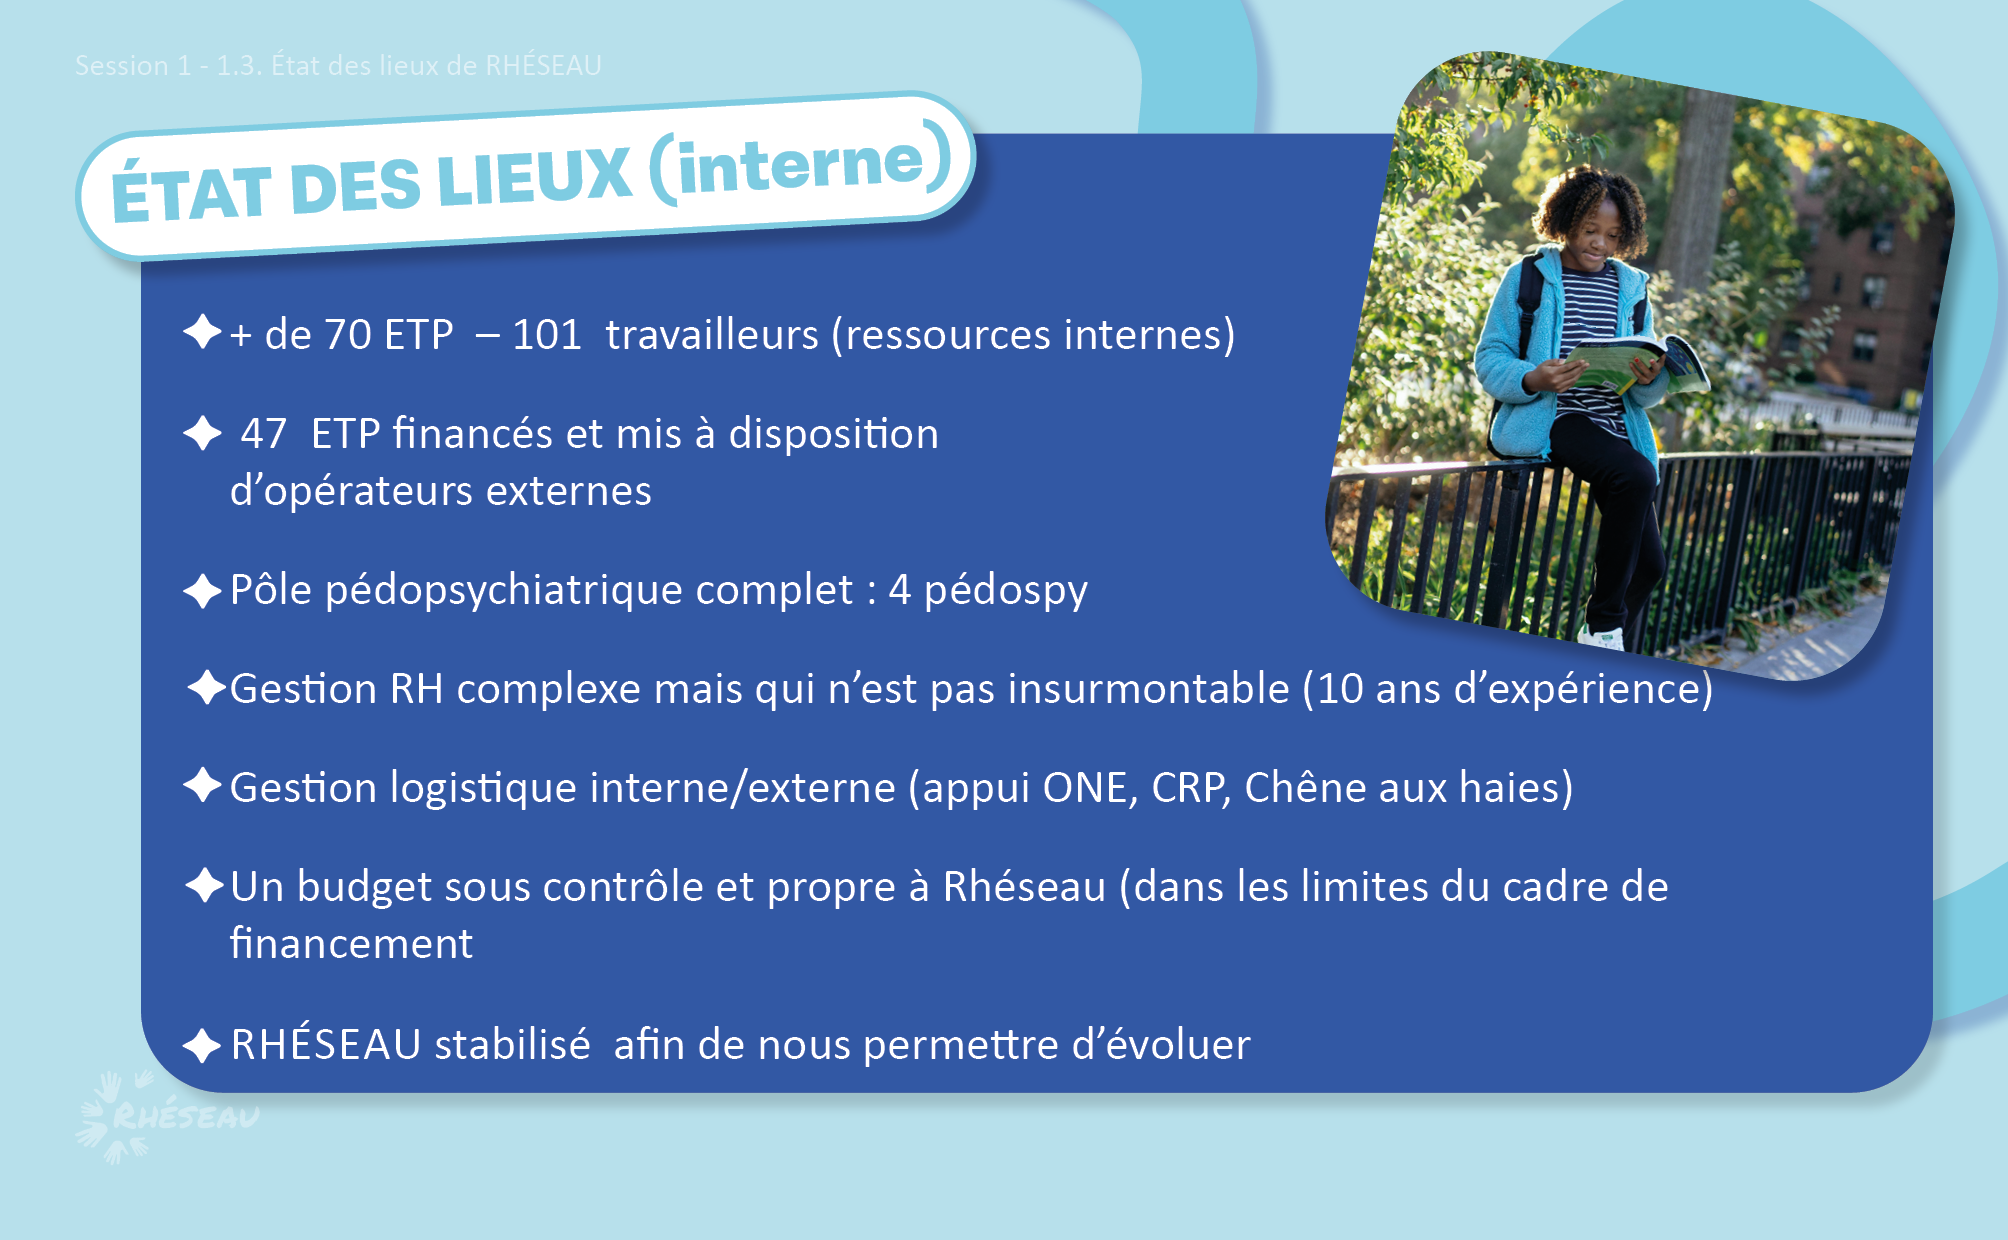 Session 1 - 1.3. État des lieux de RHÉSEAU
ÉTAT DES LIEUX (interne)
+ de 70 ETP – 101 travailleurs (ressources internes)
47 ETP financés et mis à disposition
d’opérateurs externes
Pôle pédopsychiatrique complet : 4 pédospy
Gestion RH complexe mais qui n’est pas insurmontable (10 ans d’expérience)
Gestion logistique interne/externe (appui ONE, CRP, Chêne aux haies)
Un budget sous contrôle et propre à Rhéseau (dans les limites du cadre de
financement
RHÉSEAU stabilisé afin de nous permettre d’évoluer
RHÉSEAU